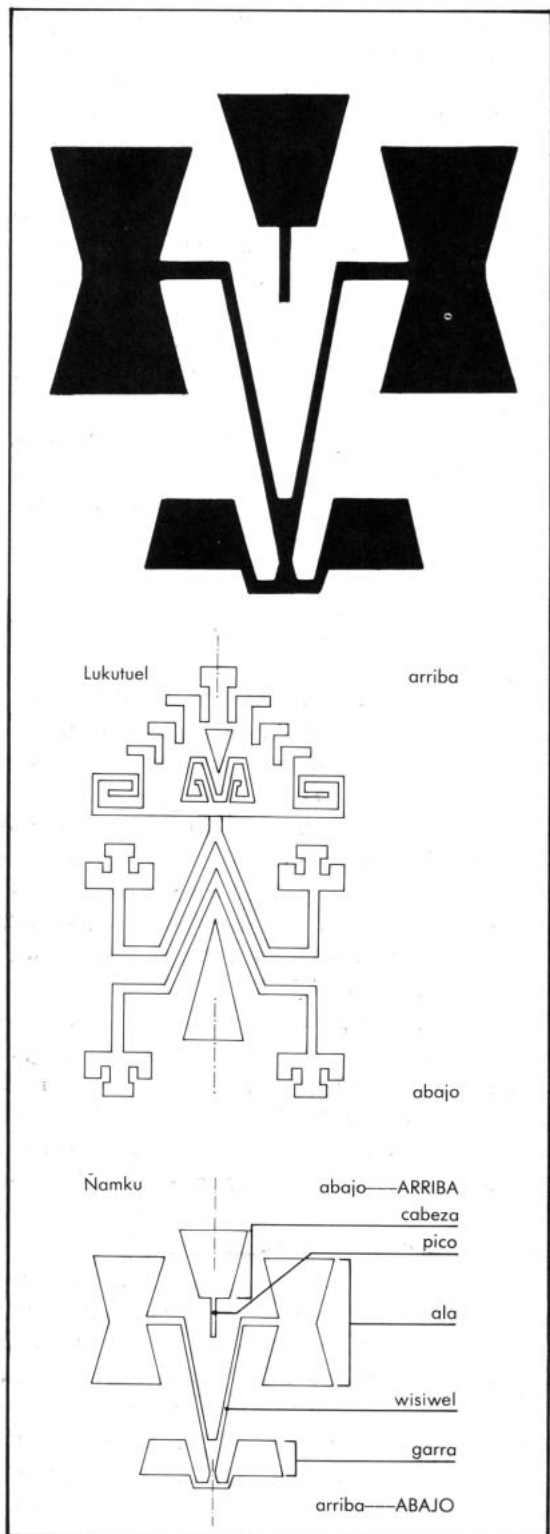 Lukutuel arriba
abajo
Ñamku abajo——ARRIBA
cabeza
pico
ala
wisiwel
garra
arriba——ABAJO